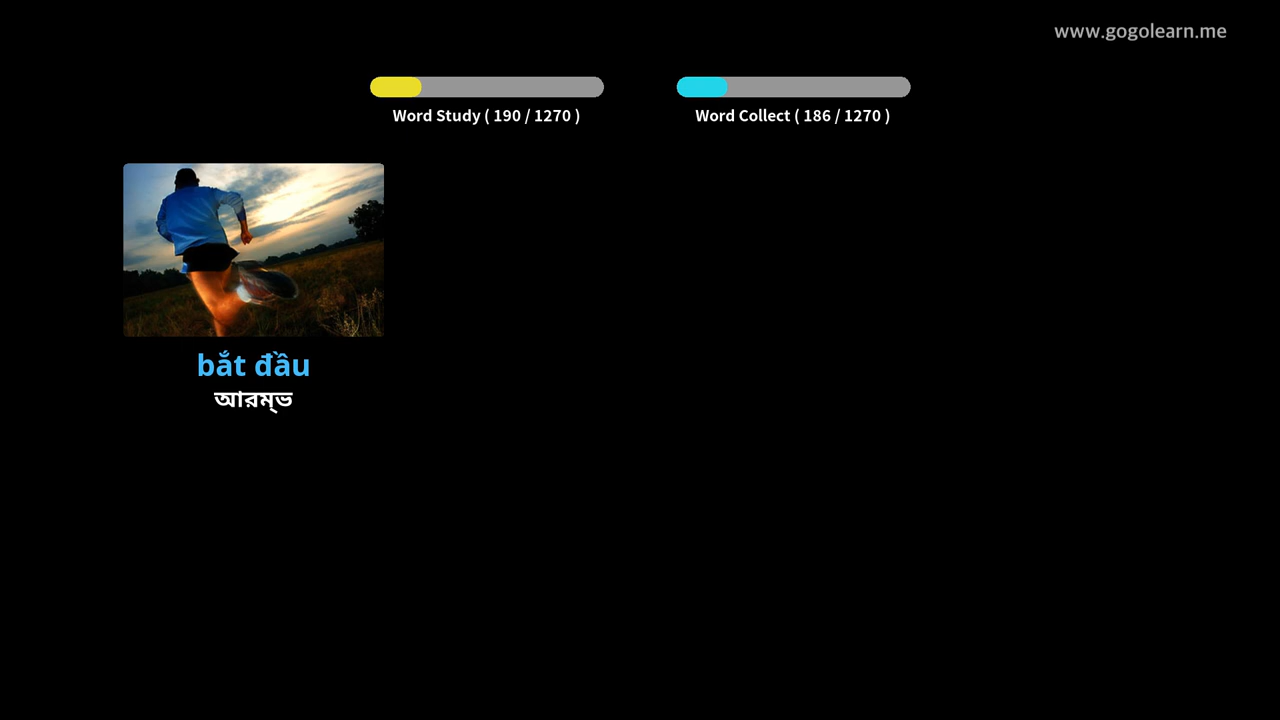 www.gogolearn.me
Word Study ( 190 / 1270 )
Word Collect ( 186 / 1270 )
bắt đầu
আরম্ভ